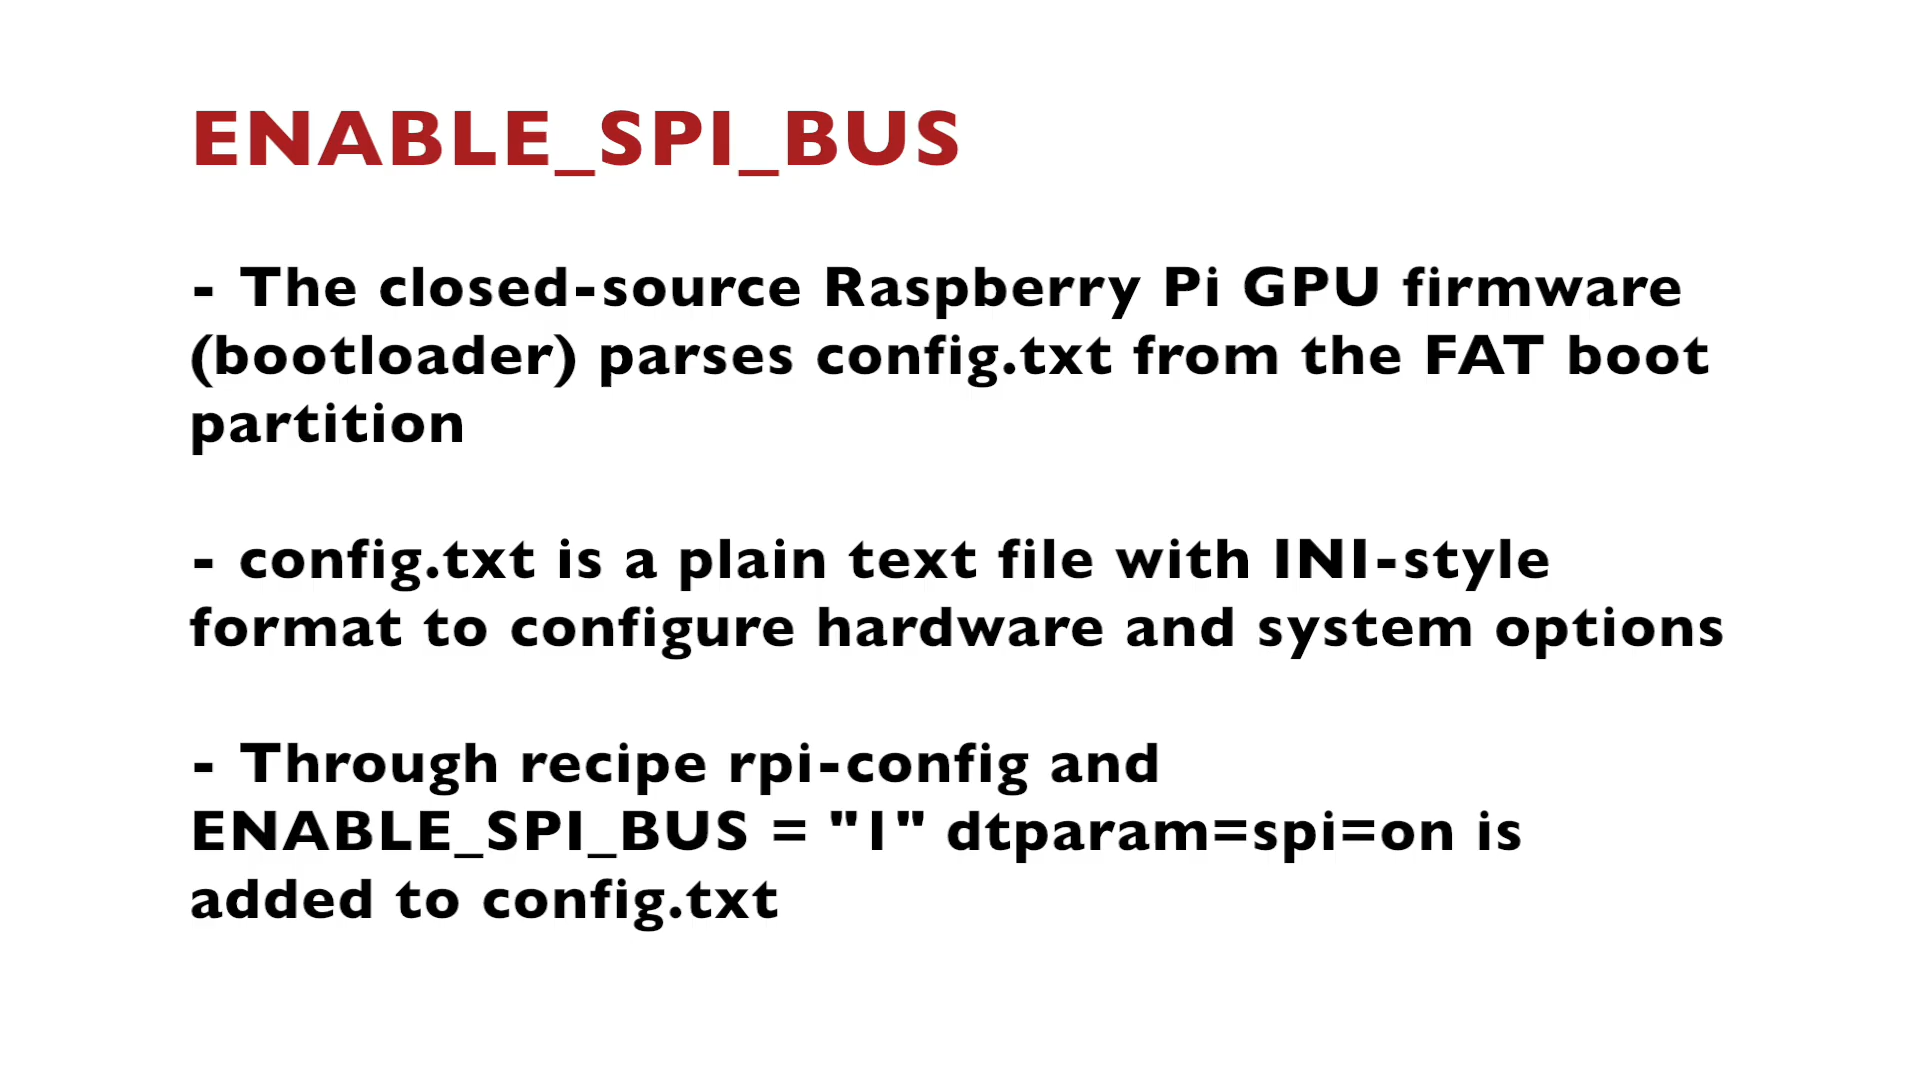 ENABLE_SPI_BUS
- The closed-source Raspberry Pi GPU firmware
(bootloader) parses config.txt from the FAT boot
partition
- config.txt is a plain text file with INI-style
format to configure hardware and system options
- Through recipe rpi-config and
ENABLE_SPI_BUS = "1" dtparam=spi=on is
added to config.txt